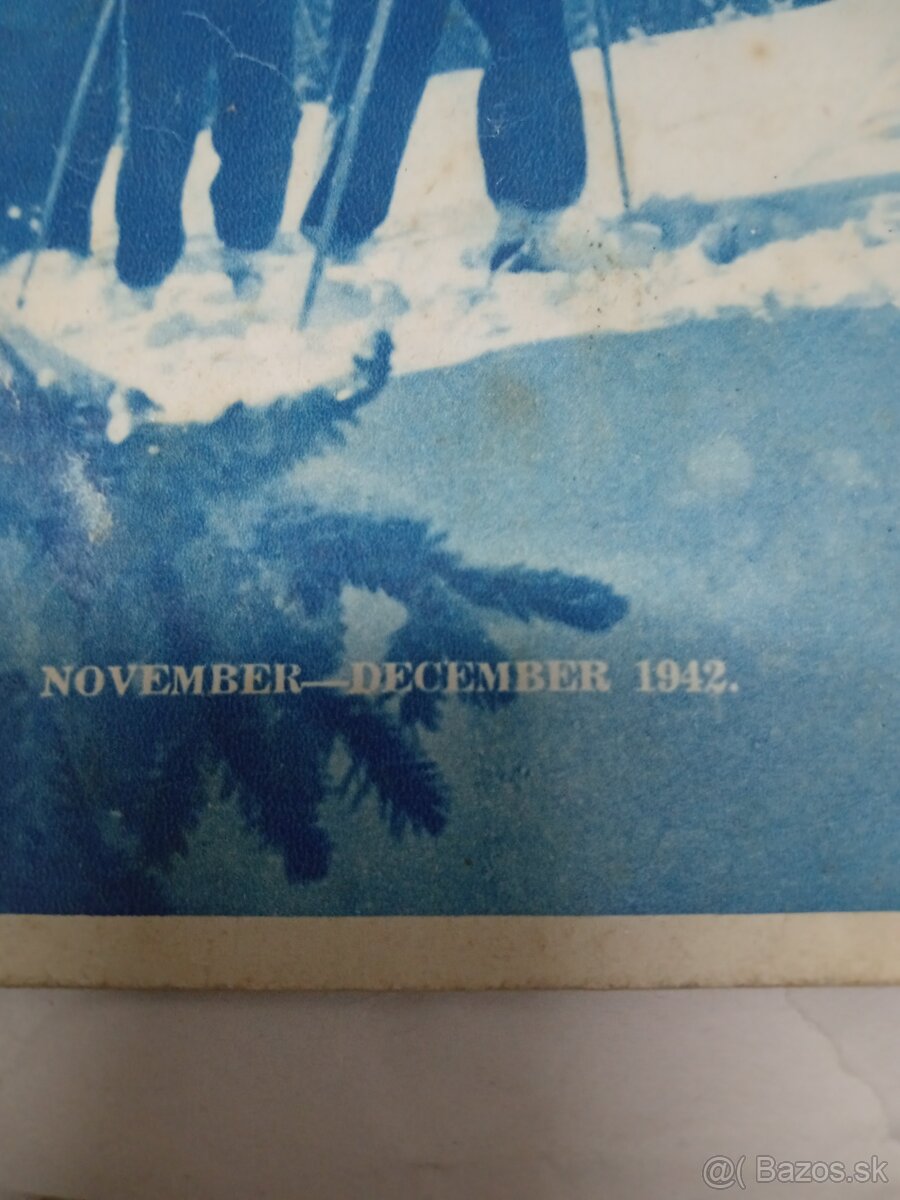 NOVEMBER—DECEMBER 1942.
@( Bazos.sk